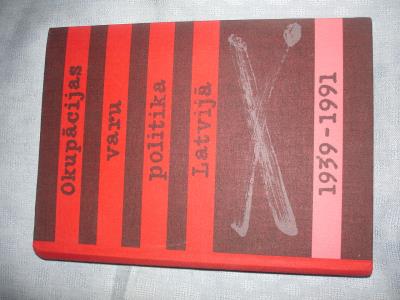 Okupācijas
varu
politika
Latvijā
1939-1991